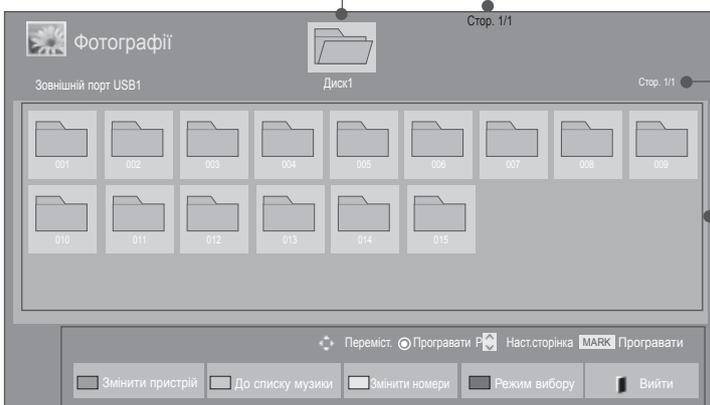 Стор. 1/1
Фотографії
Зовнішній порт USB1
Диск1
Стор. 1/1
001 002 003 004 005 006 007 008 009
010 011 012 013 014 015
Переміст. Програвати P Наст.сторінка MARK Програвати
Змінити пристрій До списку музики Змінити номери Режим вибору Вийти